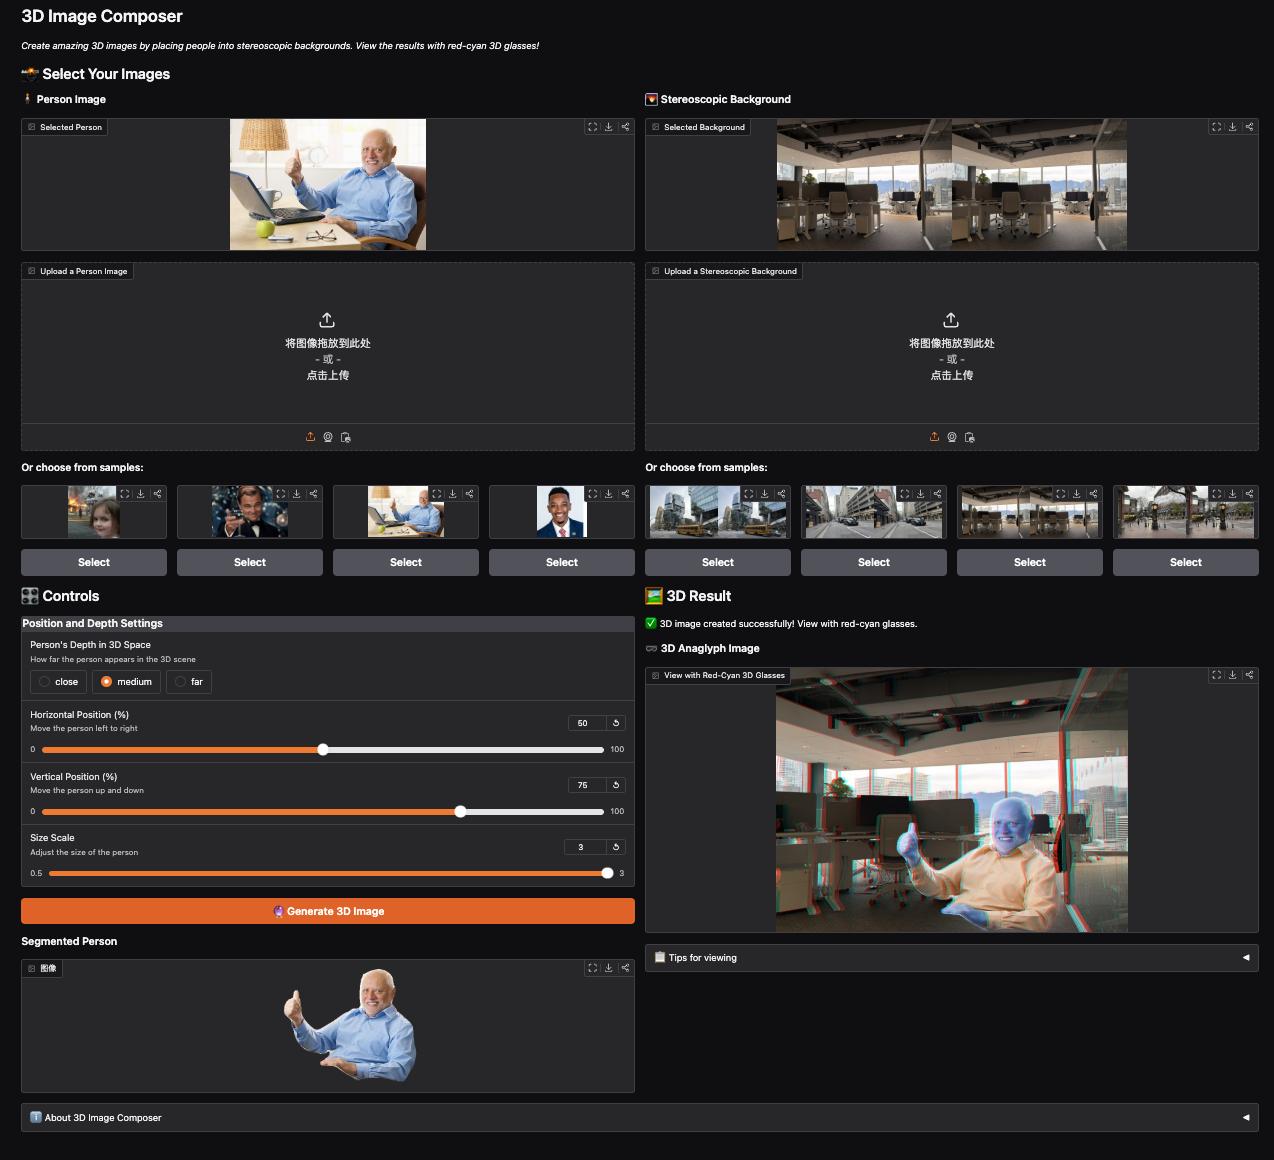 3D Image Composer
Create amazing 3D images by placing people into stereoscopic backgrounds. View the results with red-cyan 3D glasses!
Select Your Images
Person Image
Selected Person
Upload a Person Image
将图像拖放到此处
- 或 -
点击上传
Or choose from samples:
Select
Select
Select
Select
Stereoscopic Background
Selected Background
Upload a Stereoscopic Background
将图像拖放到此处
- 或 -
点击上传
Or choose from samples:
Select
Select
Select
Select
Controls
Position and Depth Settings
Person's Depth in 3D Space
How far the person appears in the 3D scene
close medium far
Horizontal Position (%)
Move the person left to right
50
0 100
Vertical Position (%)
Move the person up and down
75
0 100
Size Scale
Adjust the size of the person
3
0.5 3
Generate 3D Image
Segmented Person
图像
3D Result
3D image created successfully! View with red-cyan glasses.
3D Anaglyph Image
View with Red-Cyan 3D Glasses
Tips for viewing
About 3D Image Composer